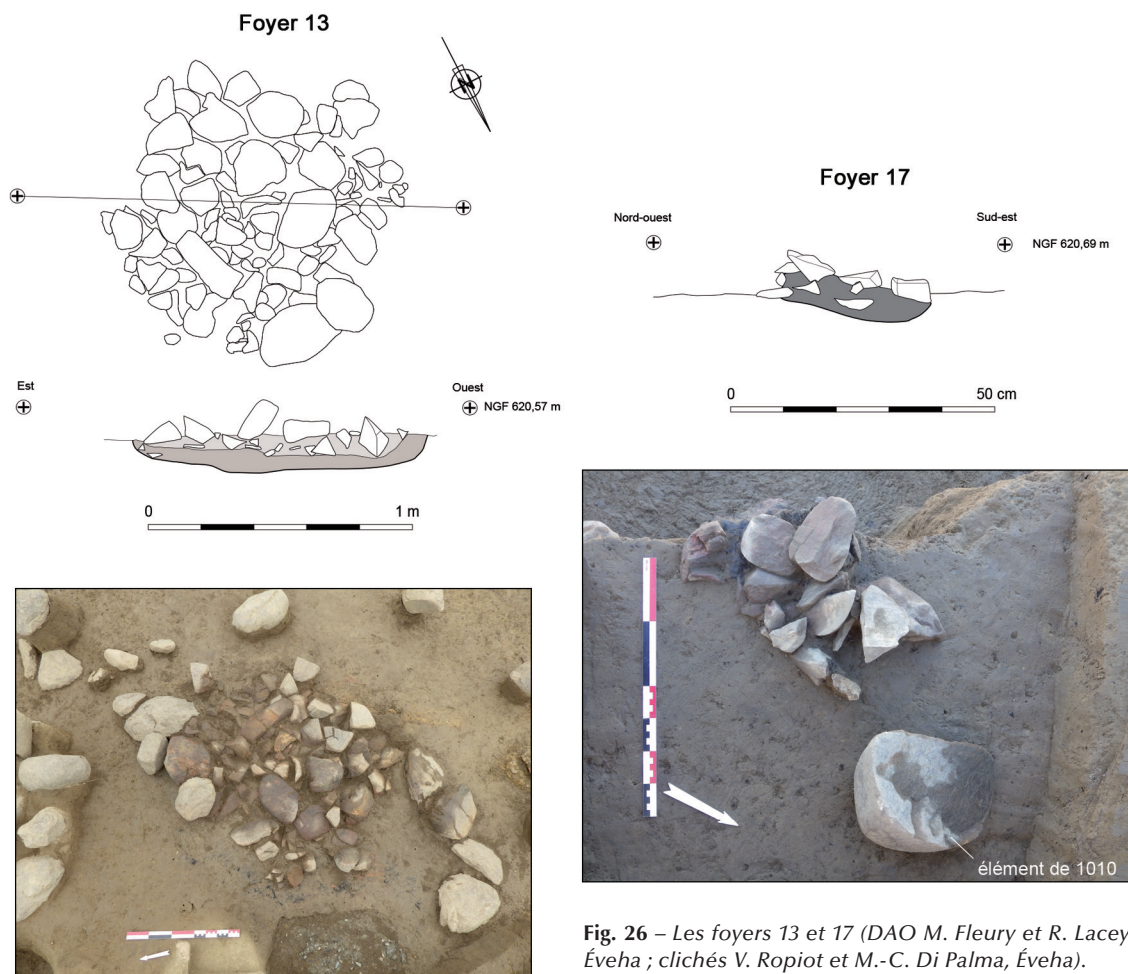 Foyer 13
N
Est
Ouest
NGF 620,57 m
0
1 m
Foyer 17
Nord-ouest
Sud-est
NGF 620,69 m
0
50 cm
élément de 1010
Fig. 26 – Les foyers 13 et 17 (DAO M. Fleury et R. Lacey
Éveha ; clichés V. Ropiot et M.-C. Di Palma, Éveha).